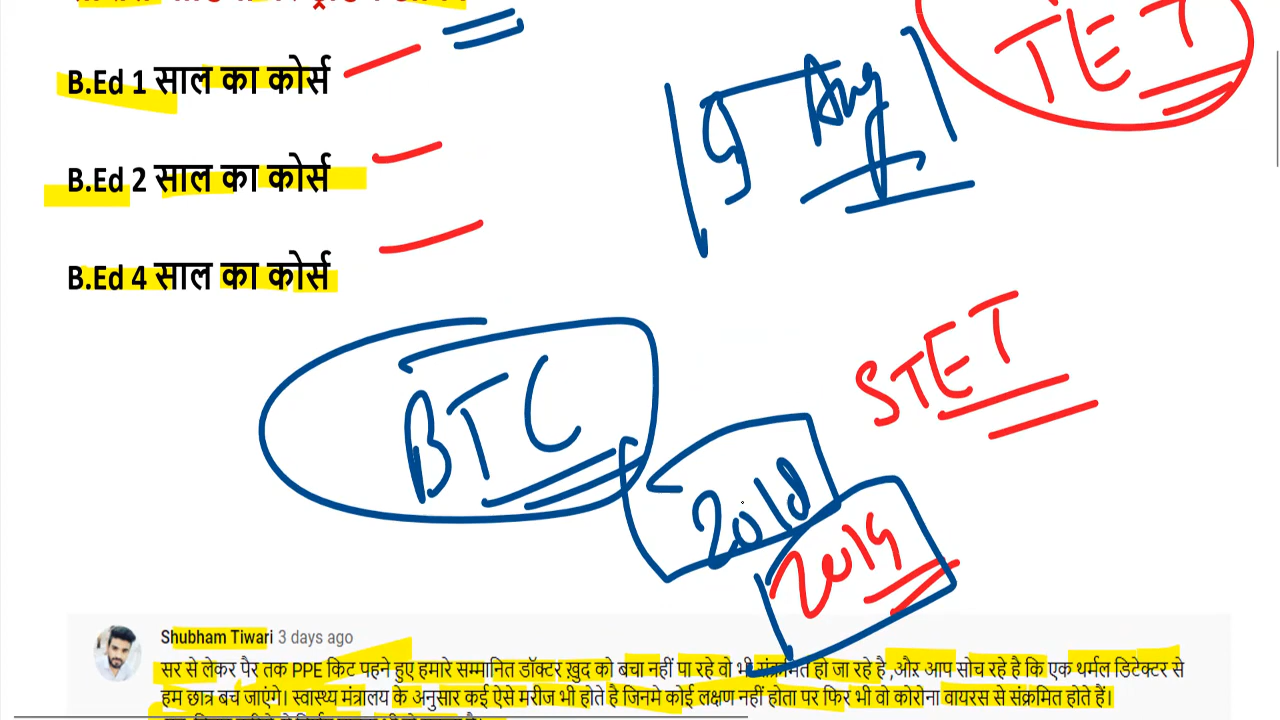 TET
B.Ed 1 साल का कोर्स
9 Aug
B.Ed 2 साल का कोर्स
B.Ed 4 साल का कोर्स
STET
BTC
2018
2019
Shubham Tiwari 3 days ago
सर से लेकर पैर तक PPE किट पहने हुए हमारे सम्मानित डॉक्टर ख़ुद को बचा नहीं पा रहे वो भी संक्रमित हो जा रहे है ,और आप सोच रहे है कि एक थर्मल डिटेक्टर से
हम छात्र बच जाएंगे। स्वास्थ्य मंत्रालय के अनुसार कई ऐसे मरीज भी होते है जिनमे कोई लक्षण नहीं होता पर फिर भी वो कोरोना वायरस से संक्रमित होते हैं।